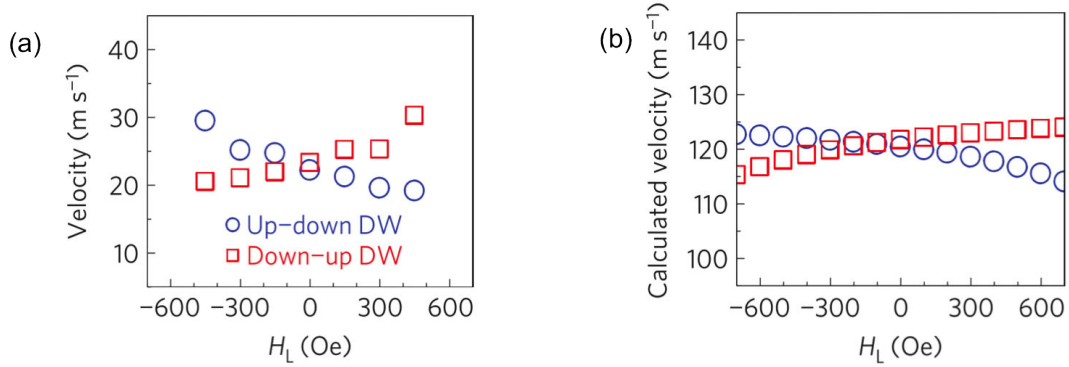 (a)
Velocity (m s⁻¹)
40
30
20
10
Up−down DW
Down−up DW
−600 −300 0 300 600
H_L (Oe)
(b)
Calculated velocity (m s⁻¹)
140
130
120
110
100
−600 −300 0 300 600
H_L (Oe)